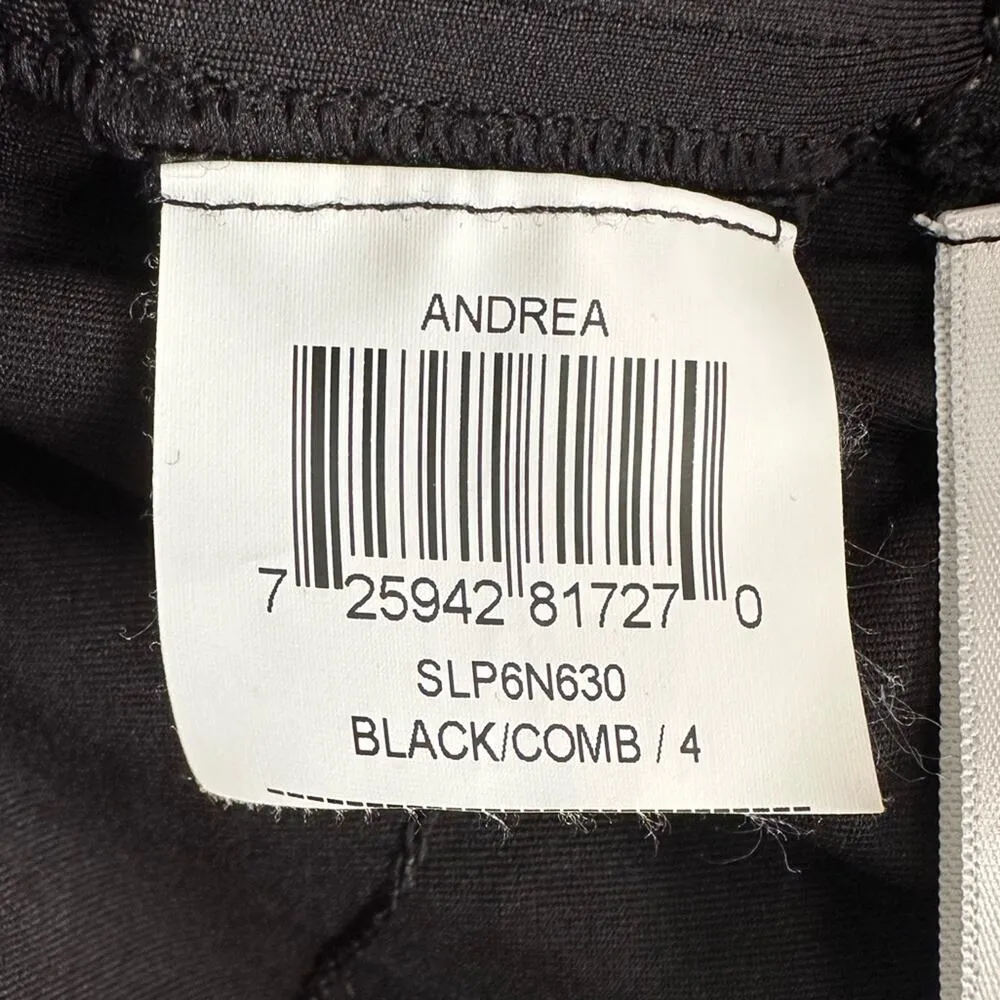 ANDREA
7 25942 81727 0
SLP6N630
BLACK/COMB / 4